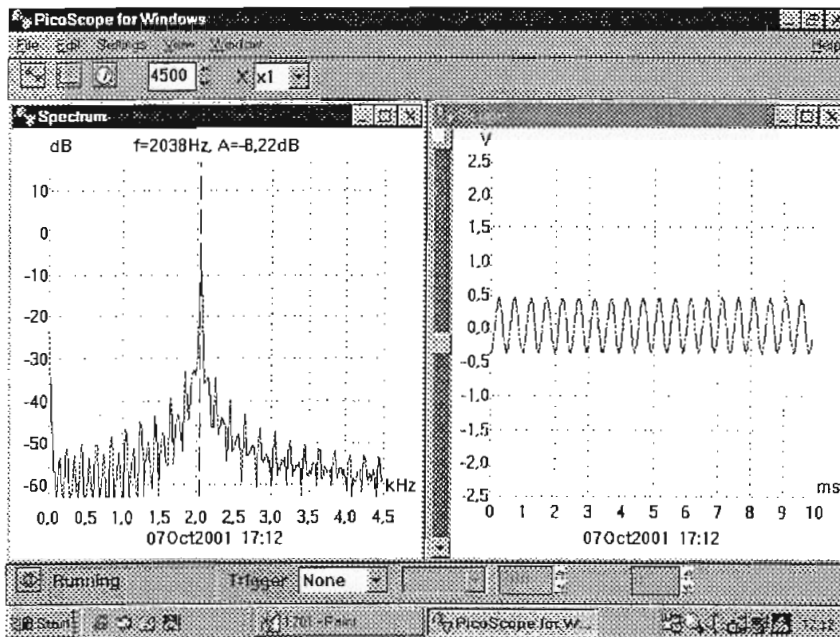 PicoScope for Windows
File Edit Settings View Window Help
4500 X x1
Spectrum
dB f=2038Hz, A=-8,22dB
10
0
-10
-20
-30
-40
-50
-60
kHz
0,0 0,5 1,0 1,5 2,0 2,5 3,0 3,5 4,0 4,5
07Oct2001 17:12
V
2,5
1,5
0,5
0,0
-0,5
-1,0
-1,5
-2,0
-2,5
ms
0 1 2 3 4 5 6 7 8 9 10
07Oct2001 17:12
Running Trigger None
Start 1701 - Paint PicoScope for W...